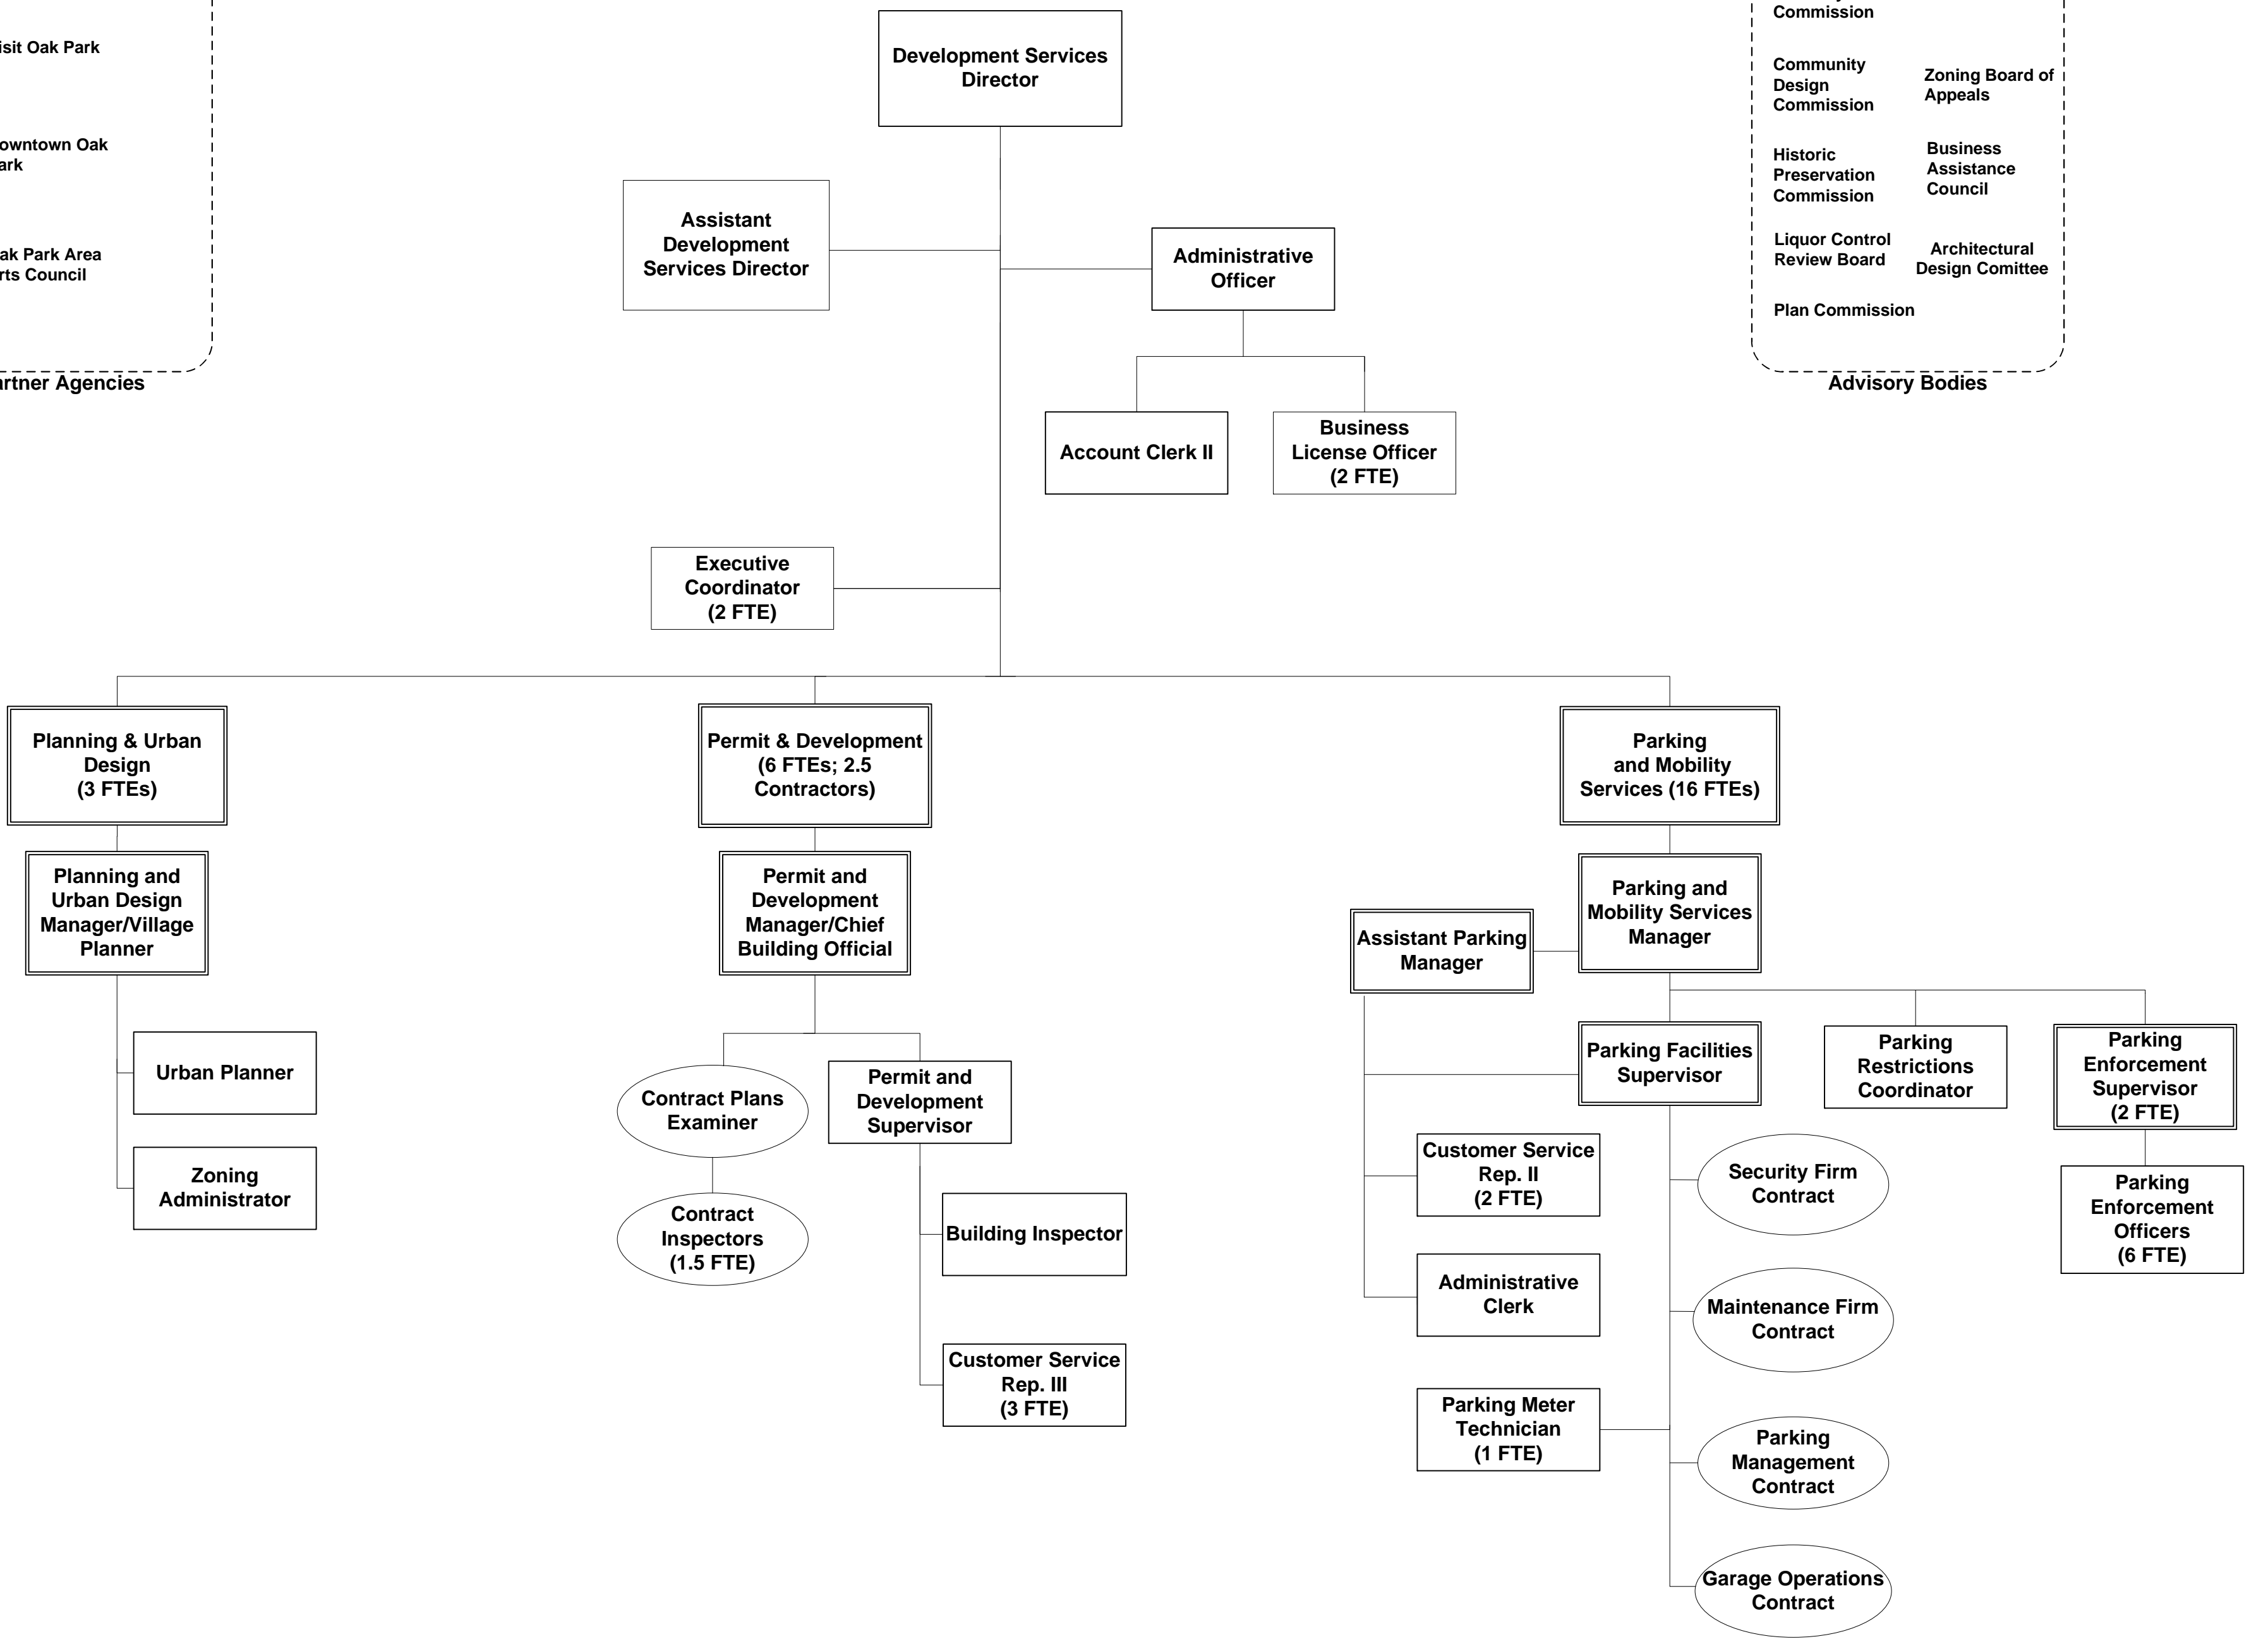 Commission
Oak Park
Oak
Oak Park Area
Council
Agencies
Development Services
Director
Community
Design
Commission
Zoning Board of
Appeals
Historic
Preservation
Commission
Business
Assistance
Council
Liquor Control
Review Board
Architectural
Design Comittee
Plan Commission
Advisory Bodies
Assistant
Development
Services Director
Administrative
Officer
Account Clerk II
Business
License Officer
(2 FTE)
Executive
Coordinator
(2 FTE)
Planning & Urban
Design
(3 FTEs)
Planning and
Urban Design
Manager/Village
Planner
Urban Planner
Zoning
Administrator
Permit & Development
(6 FTEs; 2.5
Contractors)
Permit and
Development
Manager/Chief
Building Official
Contract Plans
Examiner
Contract
Inspectors
(1.5 FTE)
Permit and
Development
Supervisor
Building Inspector
Customer Service
Rep. III
(3 FTE)
Parking
and Mobility
Services (16 FTEs)
Parking and
Mobility Services
Manager
Assistant Parking
Manager
Parking Facilities
Supervisor
Parking
Restrictions
Coordinator
Parking
Enforcement
Supervisor
(2 FTE)
Customer Service
Rep. II
(2 FTE)
Security Firm
Contract
Parking
Enforcement
Officers
(6 FTE)
Administrative
Clerk
Maintenance Firm
Contract
Parking Meter
Technician
(1 FTE)
Parking
Management
Contract
Garage Operations
Contract